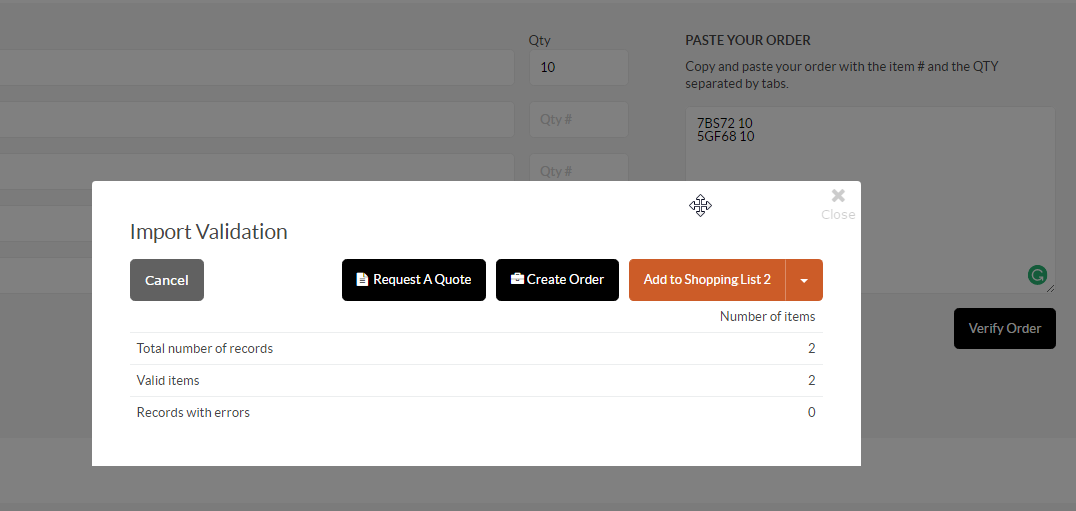 Qty
10
Qty #
Qty #
PASTE YOUR ORDER
Copy and paste your order with the item # and the QTY
separated by tabs.
7BS72 10
5GF68 10
Verify Order
Close
Import Validation
Cancel
Request A Quote
Create Order
Add to Shopping List 2
Number of items
Total number of records 2
Valid items 2
Records with errors 0